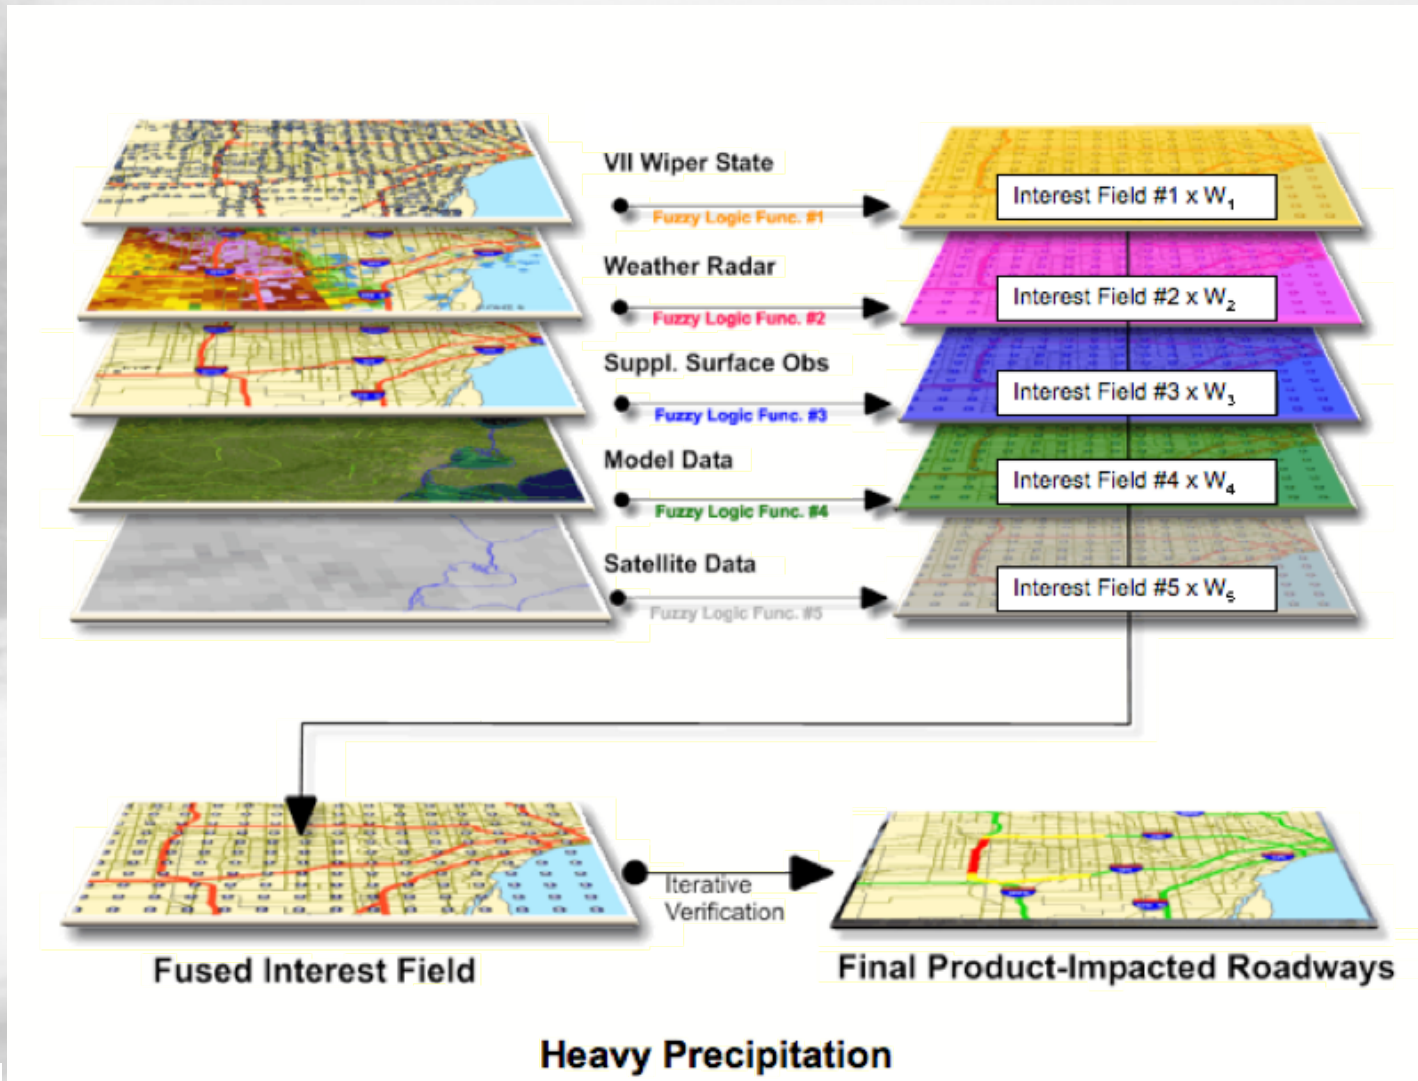 VII Wiper State
Fuzzy Logic Func. #1
Interest Field #1 x W1
Weather Radar
Fuzzy Logic Func. #2
Interest Field #2 x W2
Suppl. Surface Obs
Fuzzy Logic Func. #3
Interest Field #3 x W3
Model Data
Fuzzy Logic Func. #4
Interest Field #4 x W4
Satellite Data
Fuzzy Logic Func. #5
Interest Field #5 x W5
Iterative
Verification
Fused Interest Field
Final Product-Impacted Roadways
Heavy Precipitation